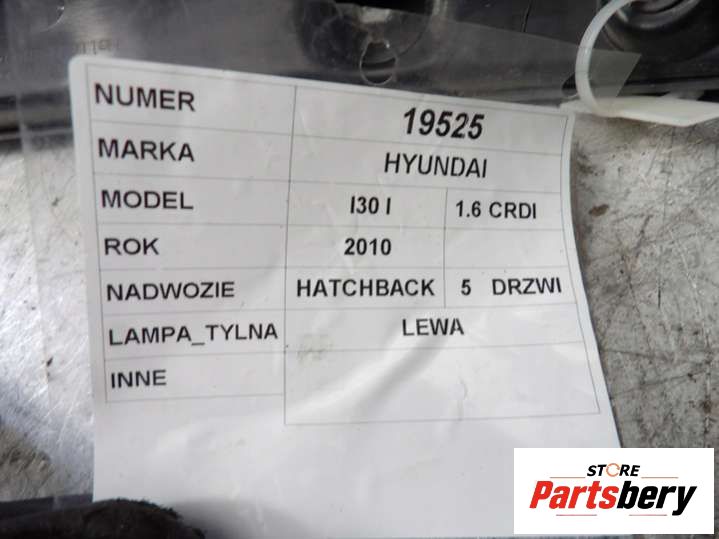 NUMER 19525
MARKA HYUNDAI
MODEL I30 I 1.6 CRDI
ROK 2010
NADWOZIE HATCHBACK 5 DRZWI
LAMPA_TYLNA LEWA
INNE
STORE
Partsbery